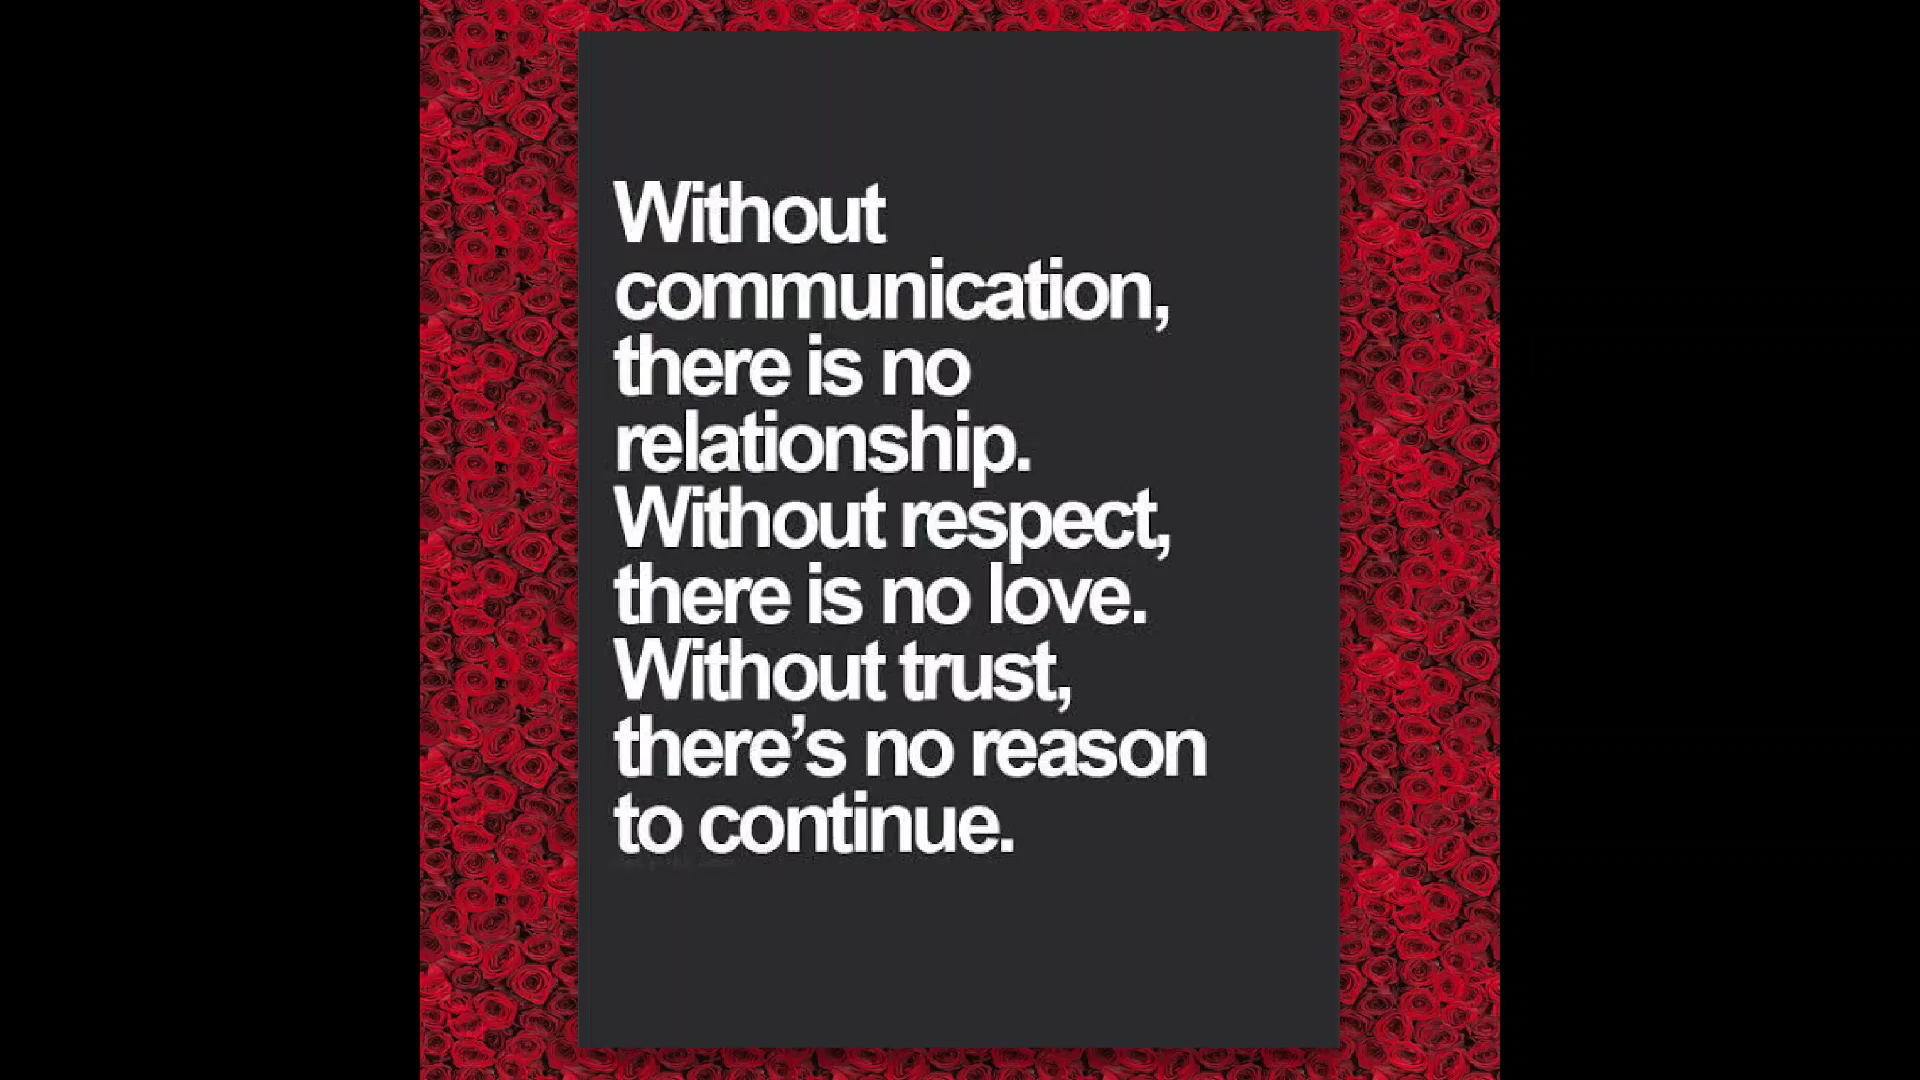 Without
communication,
there is no
relationship.
Without respect,
there is no love.
Without trust,
there’s no reason
to continue.